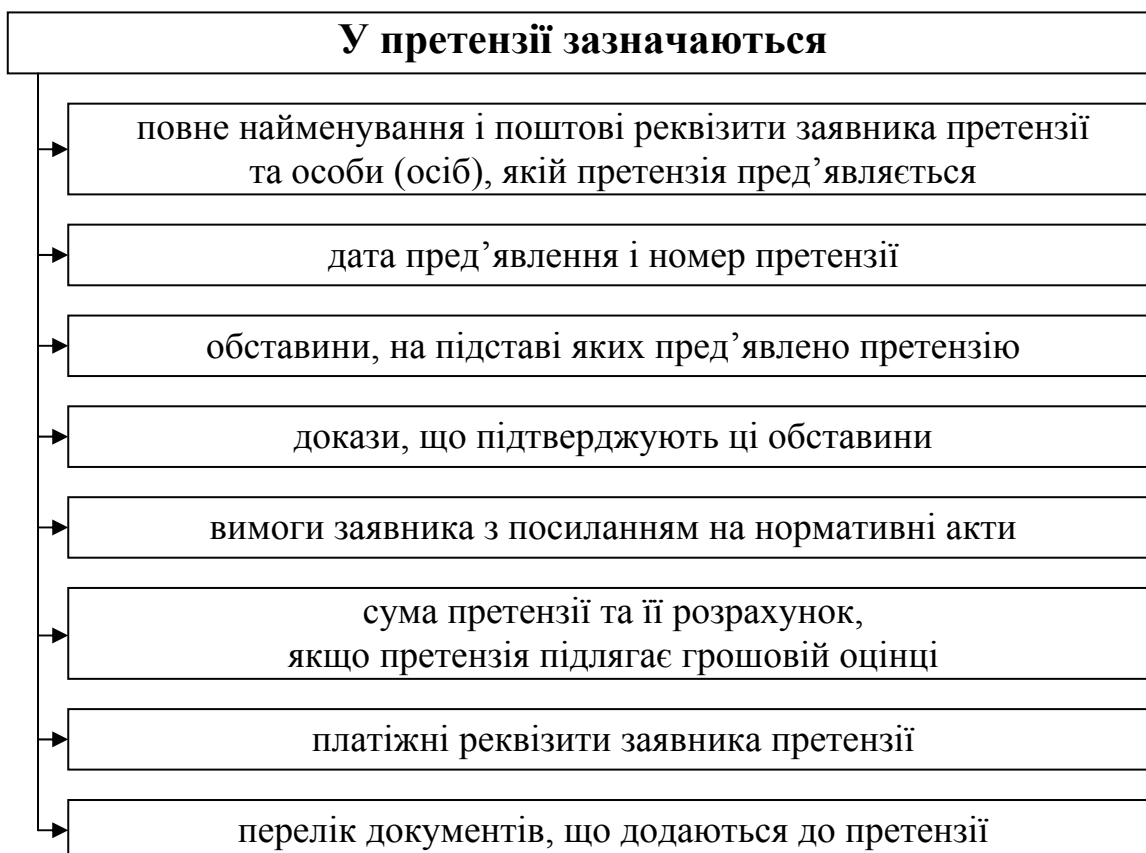 У претензії зазначаються
повне найменування і поштові реквізити заявника претензії
та особи (осіб), якій претензія пред’являється
дата пред’явлення і номер претензії
обставини, на підставі яких пред’явлено претензію
докази, що підтверджують ці обставини
вимоги заявника з посиланням на нормативні акти
сума претензії та її розрахунок,
якщо претензія підлягає грошовій оцінці
платіжні реквізити заявника претензії
перелік документів, що додаються до претензії